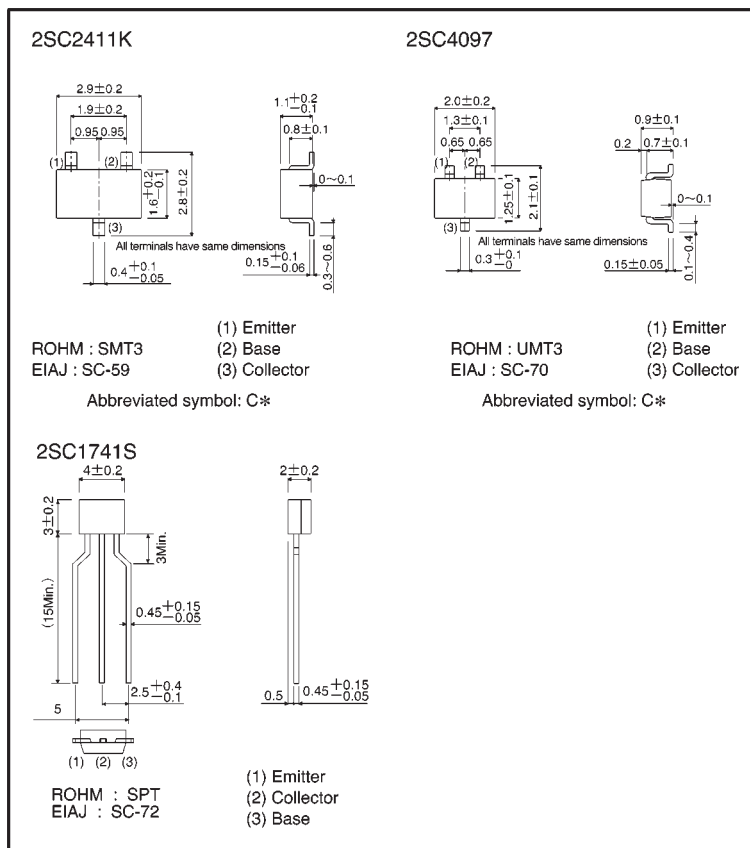 2SC2411K
2.9±0.2
1.9±0.2
0.95 0.95
(1) (2)
(3)
1.6+0.2−0.1
2.8±0.2
All terminals have same dimensions
0.4+0.1−0.05
1.1+0.2−0.1
0.8±0.1
0~0.1
0.15+0.1−0.06
0.3~0.6
ROHM : SMT3
EIAJ : SC-59
(1) Emitter
(2) Base
(3) Collector
Abbreviated symbol: C*
2SC4097
2.0±0.2
1.3±0.1
0.65 0.65
(1) (2)
(3)
1.25±0.1
2.1±0.1
All terminals have same dimensions
0.3+0.1−0
0.9±0.1
0.2 0.7±0.1
0~0.1
0.15±0.05
0.1~0.4
ROHM : UMT3
EIAJ : SC-70
(1) Emitter
(2) Base
(3) Collector
Abbreviated symbol: C*
2SC1741S
4±0.2
3±0.2
(15Min.)
3Min.
0.45+0.15−0.05
2.5+0.4−0.1
5
(1) (2) (3)
2±0.2
0.5 0.45+0.15−0.05
ROHM : SPT
EIAJ : SC-72
(1) Emitter
(2) Collector
(3) Base